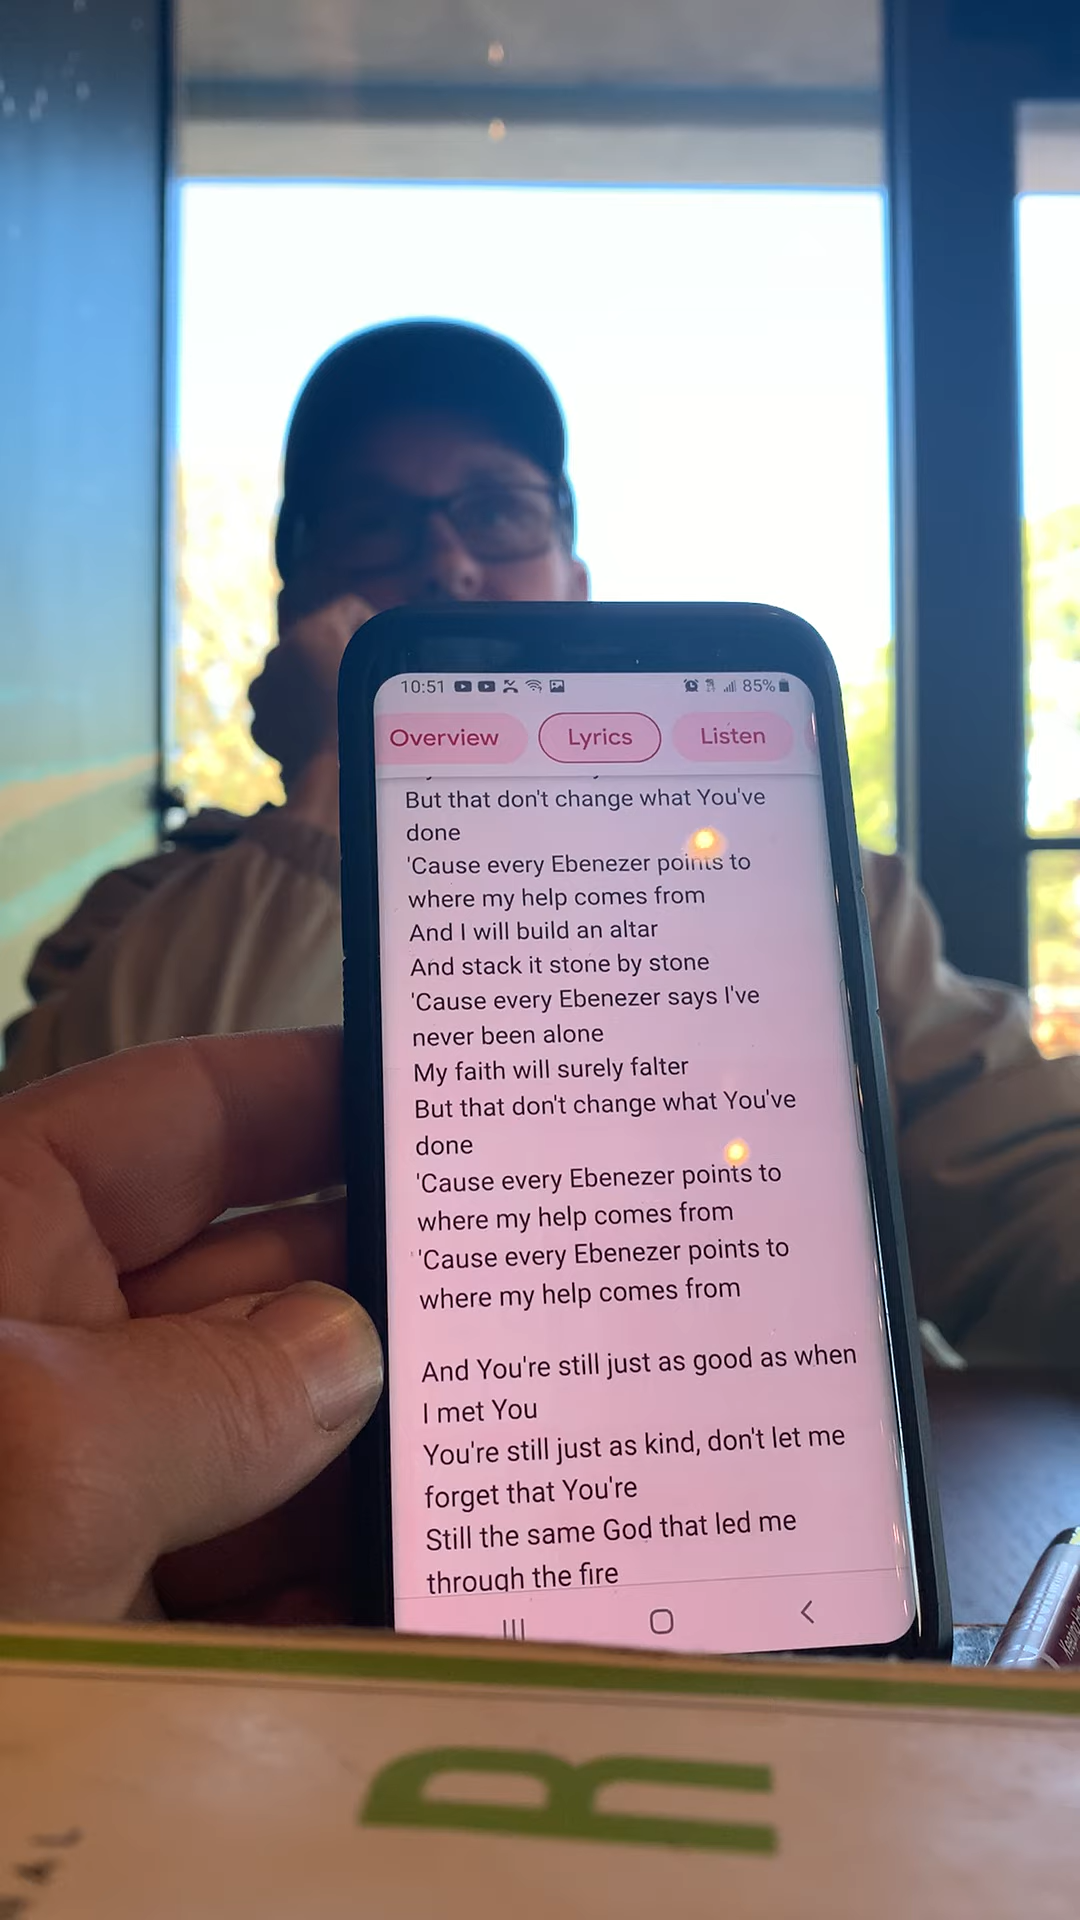 10:51
85%
Overview
Lyrics
Listen
But that don't change what You've
done
'Cause every Ebenezer points to
where my help comes from
And I will build an altar
And stack it stone by stone
'Cause every Ebenezer says I've
never been alone
My faith will surely falter
But that don't change what You've
done
'Cause every Ebenezer points to
where my help comes from
'Cause every Ebenezer points to
where my help comes from
And You're still just as good as when
I met You
You're still just as kind, don't let me
forget that You're
Still the same God that led me
through the fire
R